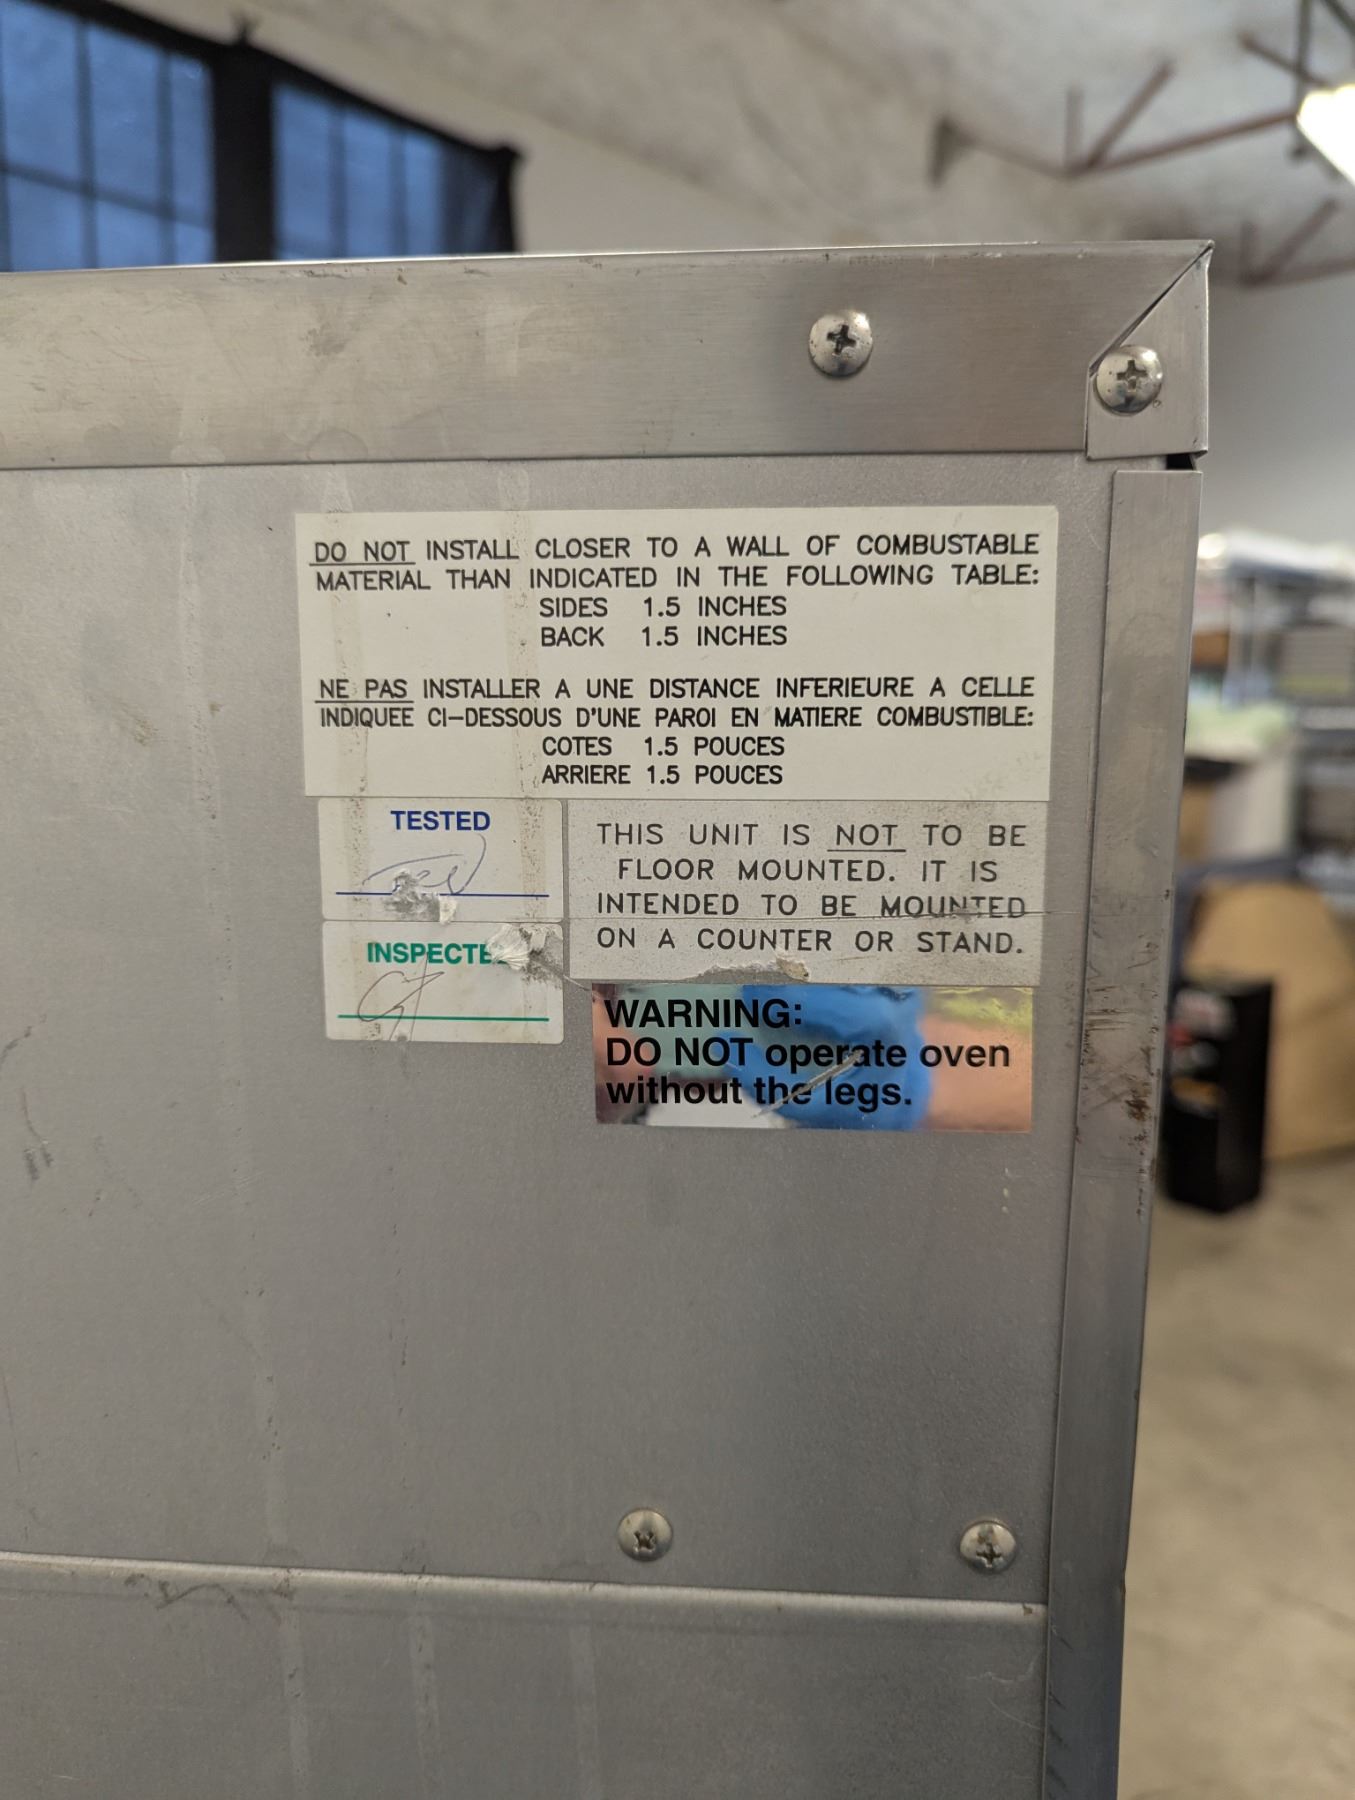 DO NOT INSTALL CLOSER TO A WALL OF COMBUSTABLE
MATERIAL THAN INDICATED IN THE FOLLOWING TABLE:
SIDES 1.5 INCHES
BACK 1.5 INCHES
NE PAS INSTALLER A UNE DISTANCE INFERIEURE A CELLE
INDIQUEE CI-DESSOUS D'UNE PAROI EN MATIERE COMBUSTIBLE:
COTES 1.5 POUCES
ARRIERE 1.5 POUCES
TESTED
INSPECTE
THIS UNIT IS NOT TO BE
FLOOR MOUNTED. IT IS
INTENDED TO BE MOUNTED
ON A COUNTER OR STAND.
WARNING:
DO NOT operate oven
without the legs.